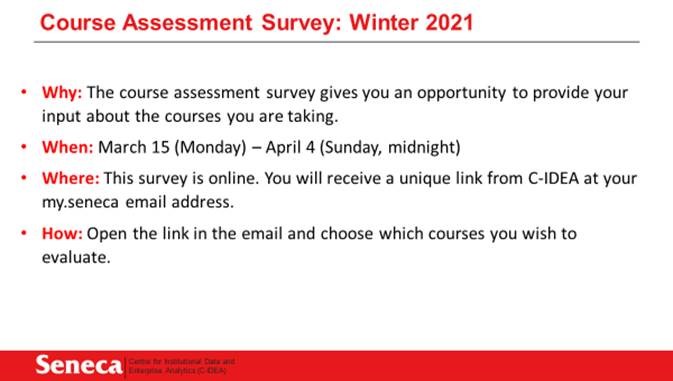 Course Assessment Survey: Winter 2021
• Why: The course assessment survey gives you an opportunity to provide your
input about the courses you are taking.
• When: March 15 (Monday) – April 4 (Sunday, midnight)
• Where: This survey is online. You will receive a unique link from C-IDEA at your
my.seneca email address.
• How: Open the link in the email and choose which courses you wish to
evaluate.
Seneca
Centre for Institutional Data and
Enterprise Analytics (C-IDEA)